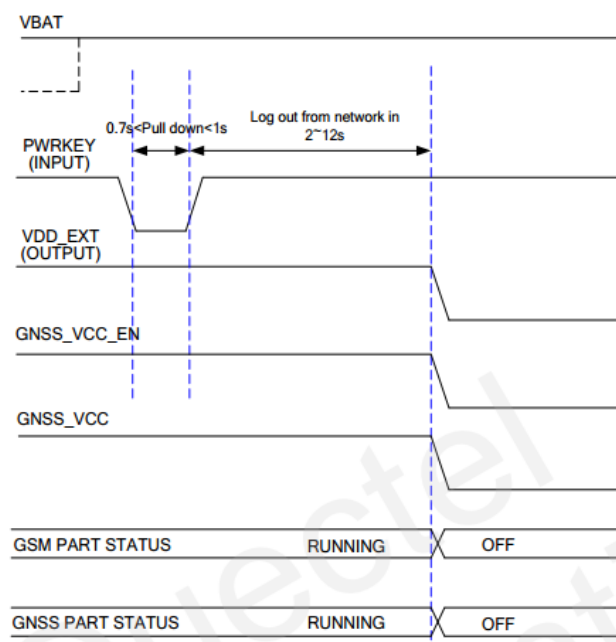 VBAT
0.7s<Pull down<1s
Log out from network in
2~12s
PWRKEY
(INPUT)
VDD_EXT
(OUTPUT)
GNSS_VCC_EN
GNSS_VCC
GSM PART STATUS RUNNING OFF
GNSS PART STATUS RUNNING OFF
uectel